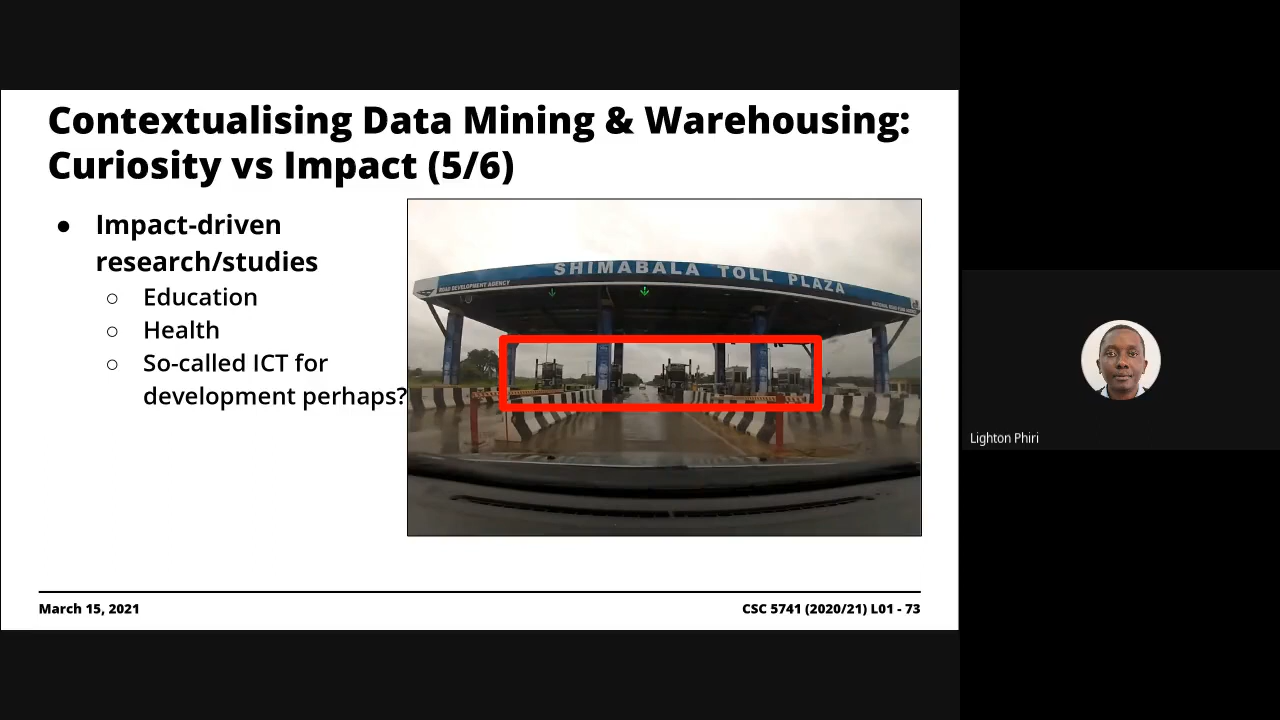 Contextualising Data Mining & Warehousing:
Curiosity vs Impact (5/6)
● Impact-driven
research/studies
○ Education
○ Health
○ So-called ICT for
development perhaps?
SHIMABALA TOLL PLAZA
ROAD DEVELOPMENT AGENCY
March 15, 2021
CSC 5741 (2020/21) L01 - 73
Lighton Phiri